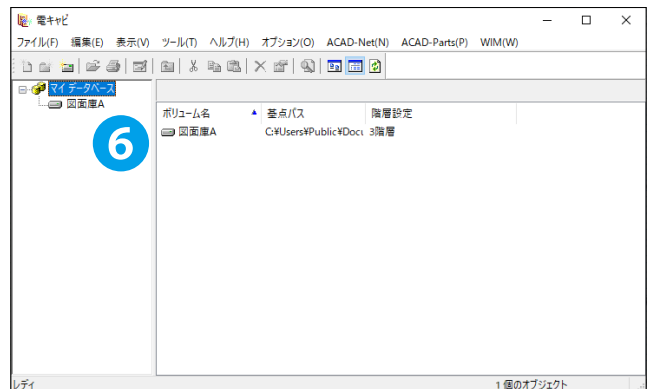 電キャビ
ファイル(F) 編集(E) 表示(V) ツール(T) ヘルプ(H) オプション(O) ACAD-Net(N) ACAD-Parts(P) WIM(W)
マイ データベース
図面庫A
6
ボリューム名 ▲ 基点パス 階層設定
図面庫A C:¥Users¥Public¥Docu 3階層
レディ 1 個のオブジェクト